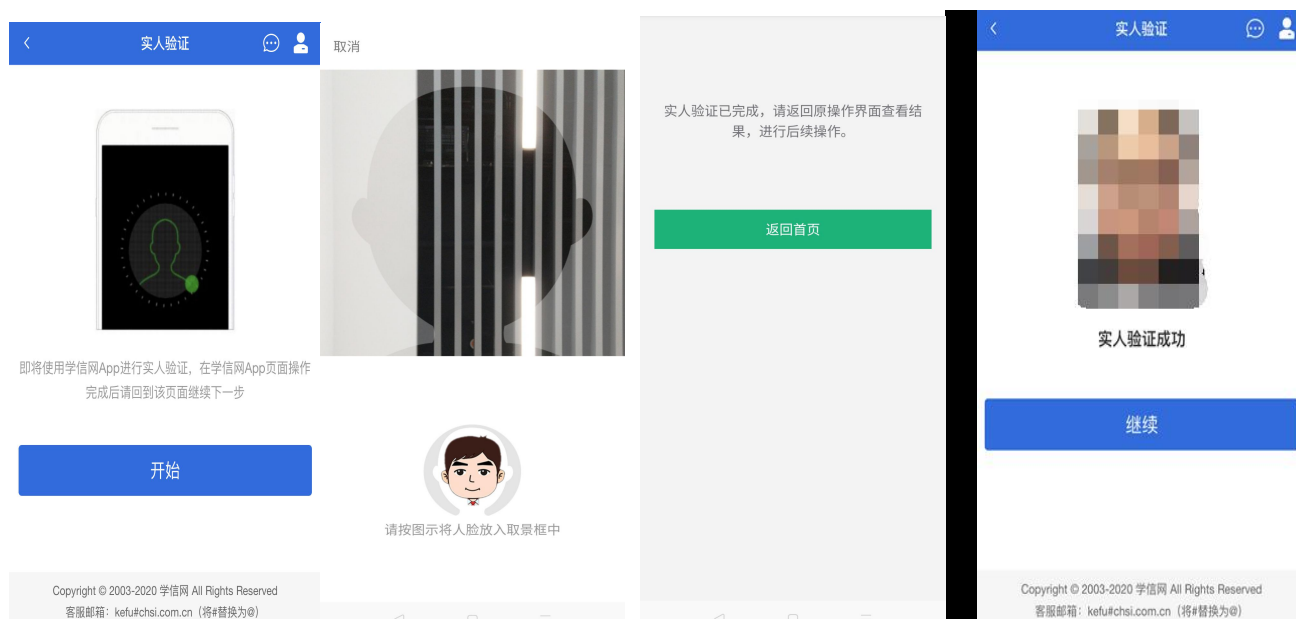 实人验证
即将使用学信网App进行实人验证，在学信网App页面操作
完成后请回到该页面继续下一步
开始
Copyright © 2003-2020 学信网 All Rights Reserved
客服邮箱：kefu#chsi.com.cn（将#替换为@）
取消
请按图示将人脸放入取景框中
实人验证已完成，请返回原操作界面查看结
果，进行后续操作。
返回首页
实人验证
实人验证成功
继续
Copyright © 2003-2020 学信网 All Rights Reserved
客服邮箱：kefu#chsi.com.cn（将#替换为@）